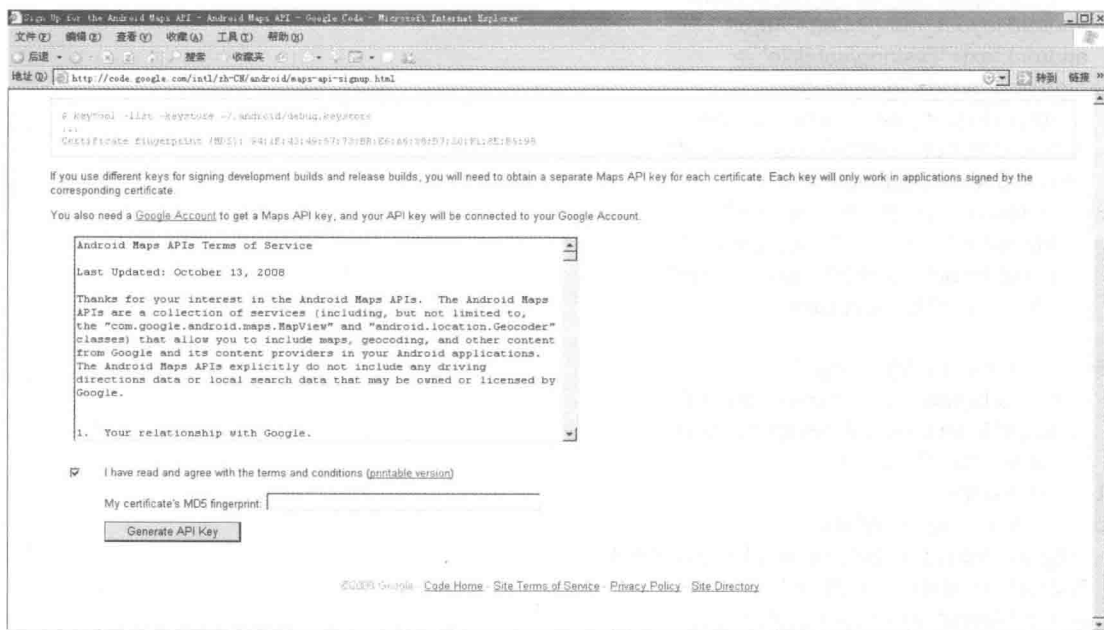 Sign Up for the Android Maps API - Android Maps API - Google Code - Microsoft Internet Explorer
文件(F) 编辑(E) 查看(V) 收藏(A) 工具(T) 帮助(H)
后退 搜索 收藏夹
地址(D) http://code.google.com/intl/zh-CN/android/maps-api-signup.html 转到 链接 »
$ keytool -list -keystore ~/.android/debug.keystore
...
Certificate fingerprint (MD5):
If you use different keys for signing development builds and release builds, you will need to obtain a separate Maps API key for each certificate. Each key will only work in applications signed by the
corresponding certificate.
You also need a Google Account to get a Maps API key, and your API key will be connected to your Google Account.
Android Maps APIs Terms of Service
Last Updated: October 13, 2008
Thanks for your interest in the Android Maps APIs. The Android Maps
APIs are a collection of services (including, but not limited to,
the "com.google.android.maps.MapView" and "android.location.Geocoder"
classes) that allow you to include maps, geocoding, and other content
from Google and its content providers in your Android applications.
The Android Maps APIs explicitly do not include any driving
directions data or local search data that may be owned or licensed by
Google.
1. Your relationship with Google.
I have read and agree with the terms and conditions (printable version)
My certificate's MD5 fingerprint:
Generate API Key
Google - Code Home - Site Terms of Service - Privacy Policy - Site Directory